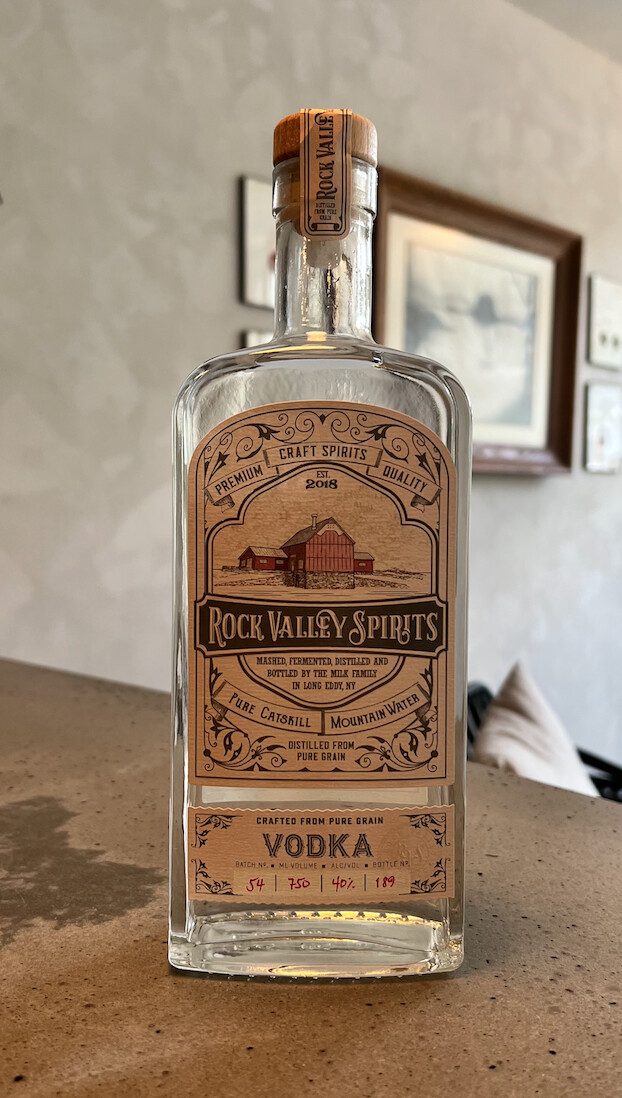 ROCK VALLEY
DISTILLED
FROM PURE
GRAIN
PREMIUM CRAFT SPIRITS QUALITY
EST.
2018
ROCK VALLEY SPIRITS
MASHED, FERMENTED, DISTILLED AND
BOTTLED BY THE MILK FAMILY
IN LONG EDDY, NY
PURE CATSKILL MOUNTAIN WATER
DISTILLED FROM
PURE GRAIN
CRAFTED FROM PURE GRAIN
VODKA
BATCH Nº. ▪ ML VOLUME ▪ ALC/VOL ▪ BOTTLE Nº.
54 | 750 | 40% | 189